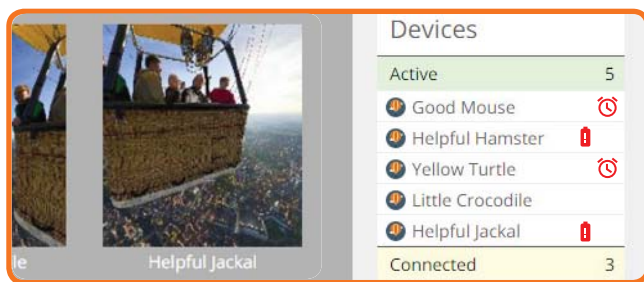 Devices
Active 5
Good Mouse
Helpful Hamster
Yellow Turtle
Little Crocodile
Helpful Jackal
Connected 3
le
Helpful Jackal